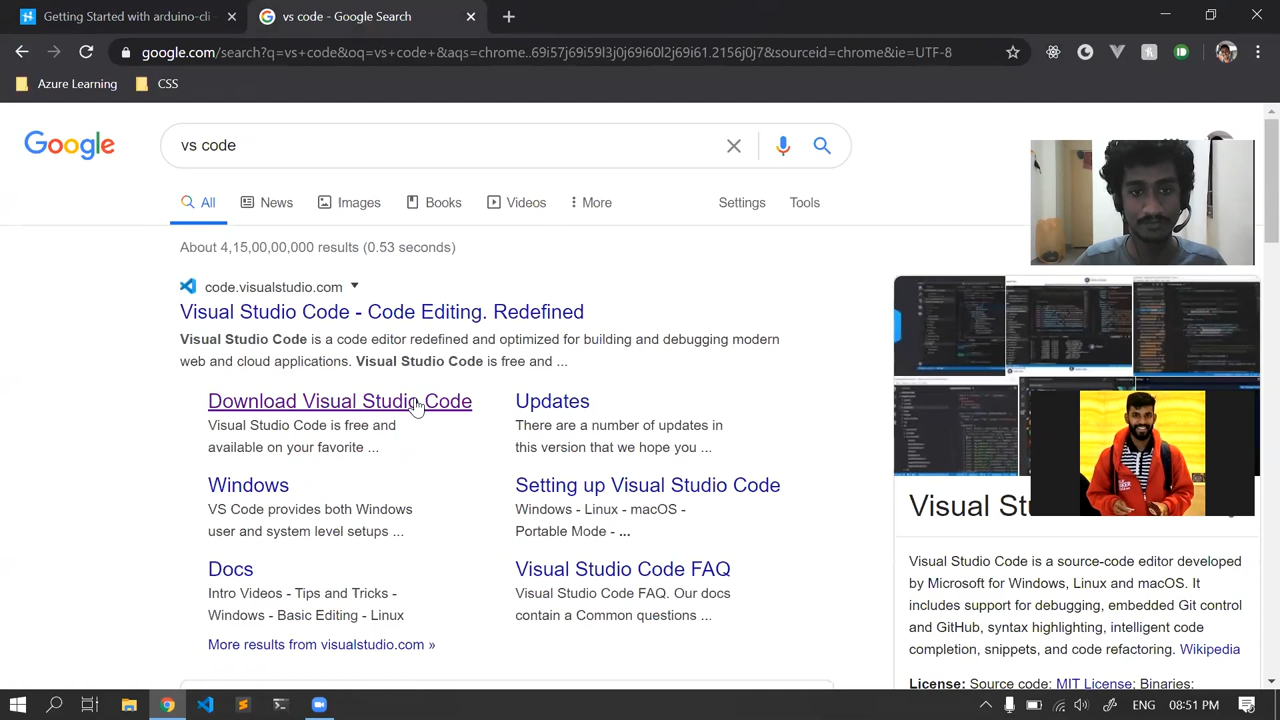 Getting Started with arduino-cli
vs code - Google Search
google.com/search?q=vs+code&oq=vs+code+&aqs=chrome..69i57j69i59l3j0j69i60l2j69i61.2156j0j7&sourceid=chrome&ie=UTF-8
Azure Learning
CSS
Google
vs code
All
News
Images
Books
Videos
More
Settings
Tools
About 4,15,00,00,000 results (0.53 seconds)
code.visualstudio.com
Visual Studio Code - Code Editing. Redefined
Visual Studio Code is a code editor redefined and optimized for building and debugging modern
web and cloud applications. Visual Studio Code is free and ...
Download Visual Studio Code
Visual Studio Code is free and
available on your favorite ...
Updates
There are a number of updates in
this version that we hope you ...
Windows
VS Code provides both Windows
user and system level setups ...
Setting up Visual Studio Code
Windows - Linux - macOS -
Portable Mode - ...
Docs
Intro Videos - Tips and Tricks -
Windows - Basic Editing - Linux
Visual Studio Code FAQ
Visual Studio Code FAQ. Our docs
contain a Common questions ...
More results from visualstudio.com »
Visual
Visual Studio Code is a source-code editor developed
by Microsoft for Windows, Linux and macOS. It
includes support for debugging, embedded Git control
and GitHub, syntax highlighting, intelligent code
completion, snippets, and code refactoring. Wikipedia
License: Source code: MIT License; Binaries:
ENG
08:51 PM